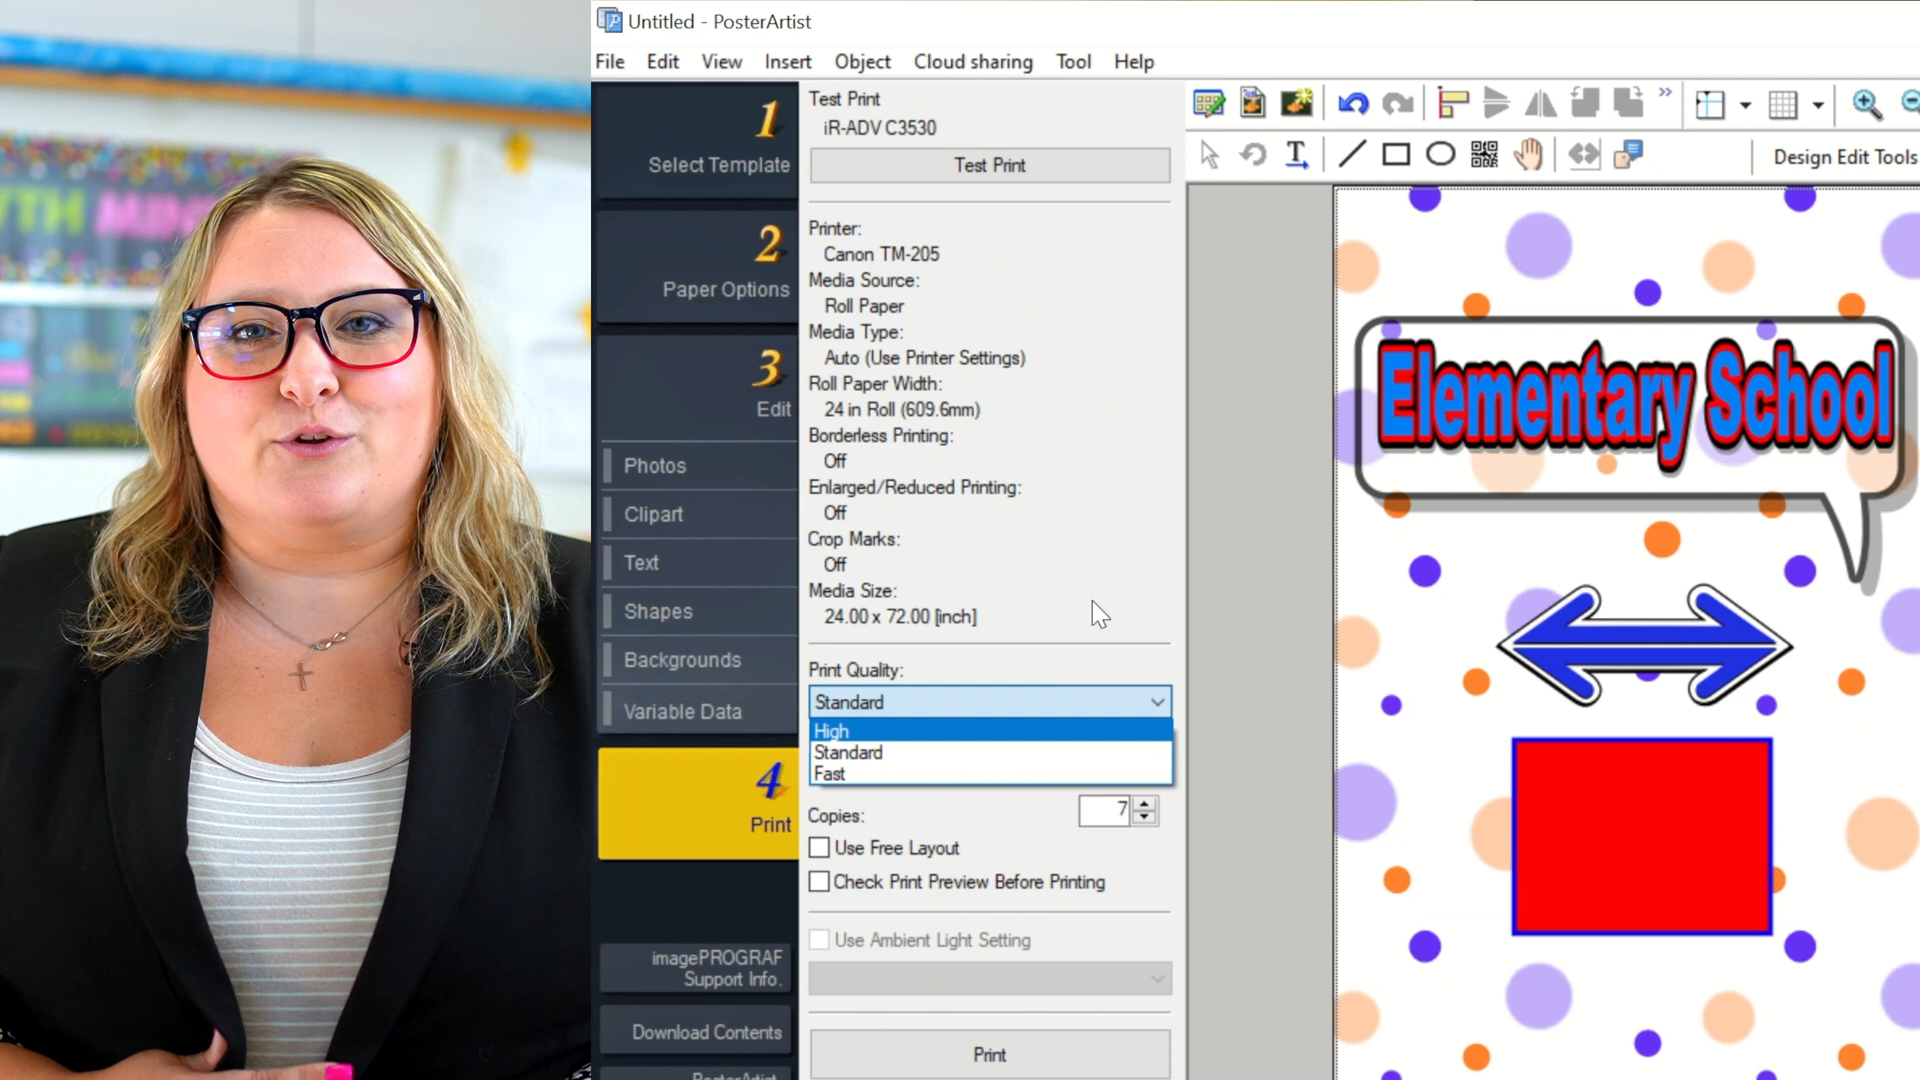 Untitled - PosterArtist
File Edit View Insert Object Cloud sharing Tool Help
1
Select Template
2
Paper Options
3
Edit
Photos
Clipart
Text
Shapes
Backgrounds
Variable Data
4
Print
imagePROGRAF
Support Info.
Download Contents
PosterArtist
Test Print
iR-ADV C3530
Test Print
Printer:
Canon TM-205
Media Source:
Roll Paper
Media Type:
Auto (Use Printer Settings)
Roll Paper Width:
24 in Roll (609.6mm)
Borderless Printing:
Off
Enlarged/Reduced Printing:
Off
Crop Marks:
Off
Media Size:
24.00 x 72.00 [inch]
Print Quality:
Standard
High
Standard
Fast
Copies: 7
Use Free Layout
Check Print Preview Before Printing
Use Ambient Light Setting
Print
Design Edit Tools
Elementary School